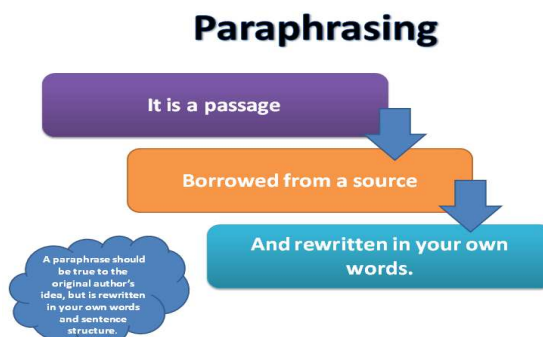 Paraphrasing
It is a passage
Borrowed from a source
And rewritten in your own
words.
A paraphrase should
be true to the
original author's
idea, but is rewritten
in your own words
and sentence
structure.